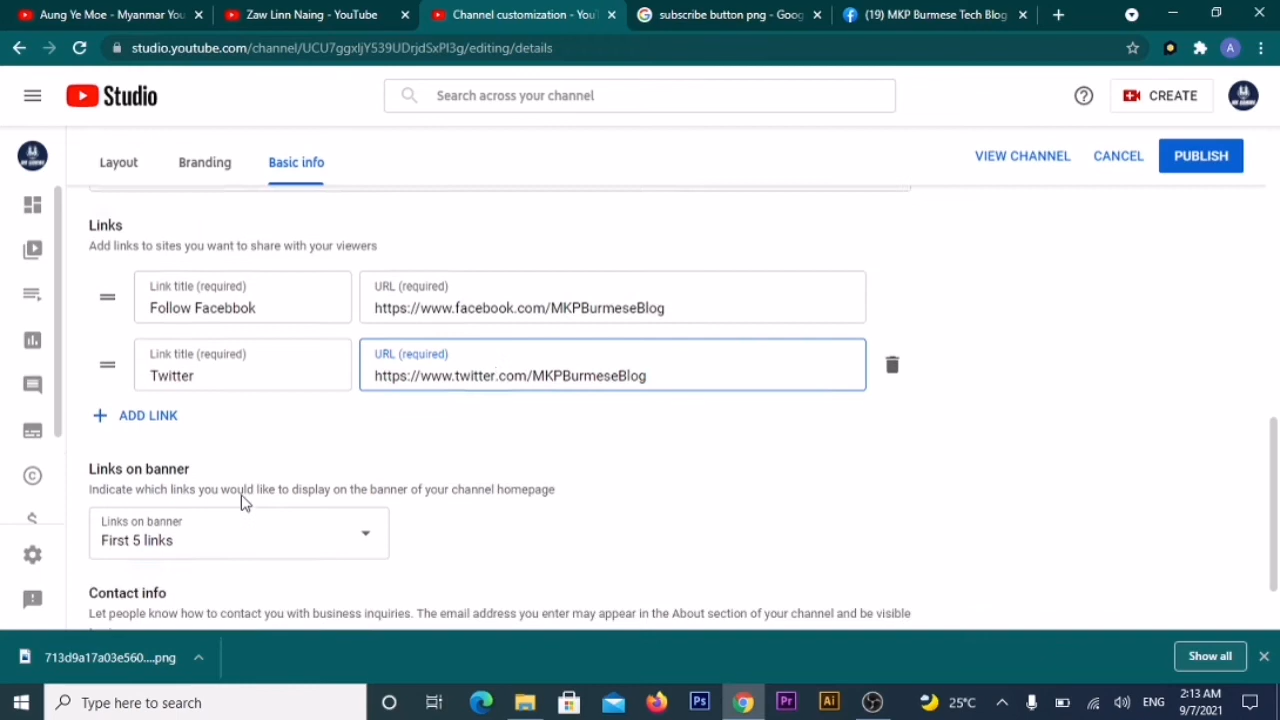 Aung Ye Moe - Myanmar You
Zaw Linn Naing - YouTube
Channel customization - You
subscribe button png - Goog
(19) MKP Burmese Tech Blog
studio.youtube.com/channel/UCU7ggxljY539UDrjdSxPl3g/editing/details
A
Studio
Search across your channel
CREATE
Layout
Branding
Basic info
VIEW CHANNEL
CANCEL
PUBLISH
Links
Add links to sites you want to share with your viewers
Link title (required)
Follow Facebbok
URL (required)
https://www.facebook.com/MKPBurmeseBlog
Link title (required)
Twitter
URL (required)
https://www.twitter.com/MKPBurmeseBlog
ADD LINK
Links on banner
Indicate which links you would like to display on the banner of your channel homepage
Links on banner
First 5 links
Contact info
Let people know how to contact you with business inquiries. The email address you enter may appear in the About section of your channel and be visible
713d9a17a03e560....png
Show all
Type here to search
Ps
Pr
Ai
25°C
ENG
2:13 AM
9/7/2021